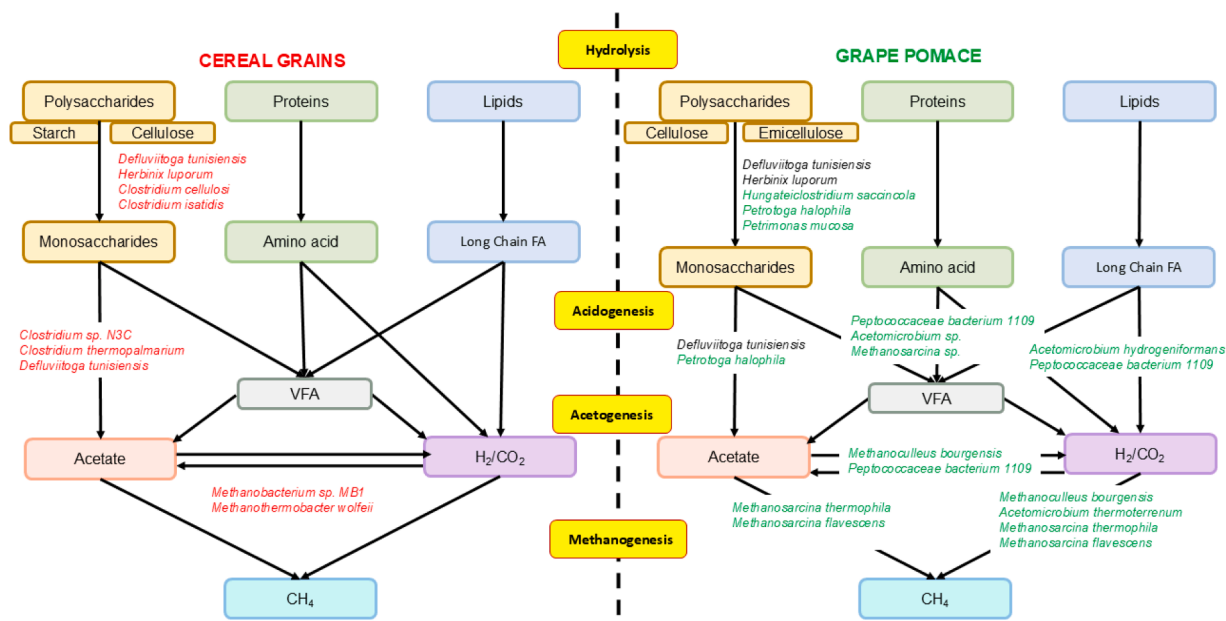 Hydrolysis
CEREAL GRAINS
GRAPE POMACE
Polysaccharides
Proteins
Lipids
Starch
Cellulose
Defluviitoga tunisiensis
Herbinix luporum
Clostridium cellulosi
Clostridium isatidis
Monosaccharides
Amino acid
Long Chain FA
Clostridium sp. N3C
Clostridium thermopalmarium
Defluviitoga tunisiensis
VFA
Acetate
H₂/CO₂
Methanobacterium sp. MB1
Methanothermobacter wolfeii
CH₄
Acidogenesis
Acetogenesis
Methanogenesis
Polysaccharides
Proteins
Lipids
Cellulose
Emicellulose
Defluviitoga tunisiensis
Herbinix luporum
Hungateiclostridium saccincola
Petrotoga halophila
Petrimonas mucosa
Monosaccharides
Amino acid
Long Chain FA
Defluviitoga tunisiensis
Petrotoga halophila
Peptococcaceae bacterium 1109
Acetomicrobium sp.
Methanosarcina sp.
Acetomicrobium hydrogeniformans
Peptococcaceae bacterium 1109
VFA
Acetate
Methanoculleus bourgensis
Peptococcaceae bacterium 1109
H₂/CO₂
Methanosarcina thermophila
Methanosarcina flavescens
Methanoculleus bourgensis
Acetomicrobium thermoterrenum
Methanosarcina thermophila
Methanosarcina flavescens
CH₄